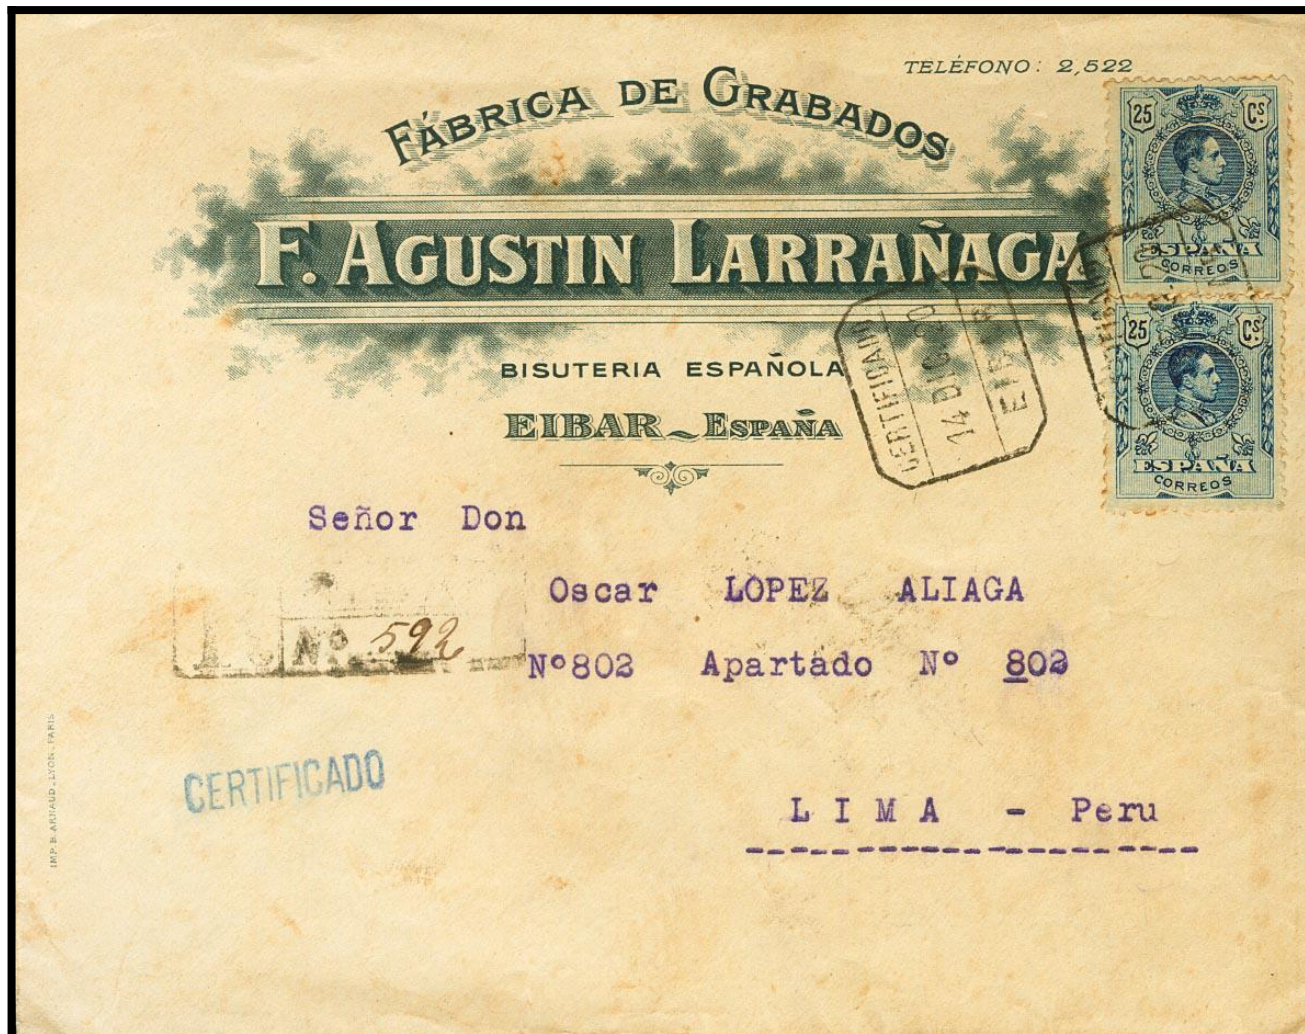 TELÉFONO: 2,522
FÁBRICA DE GRABADOS
F. AGUSTIN LARRAÑAGA
BISUTERIA ESPAÑOLA
EIBAR ~ ESPAÑA
25 Cs
ESPAÑA
CORREOS
25 Cs
ESPAÑA
CORREOS
CERTIFICADO
14 DIC 20
EIBAR
Señor Don
Oscar LOPEZ ALIAGA
Nº 592
Nº802 Apartado Nº 802
CERTIFICADO
LIMA - Peru
IMP. B. ARNAUD. LYON. PARIS